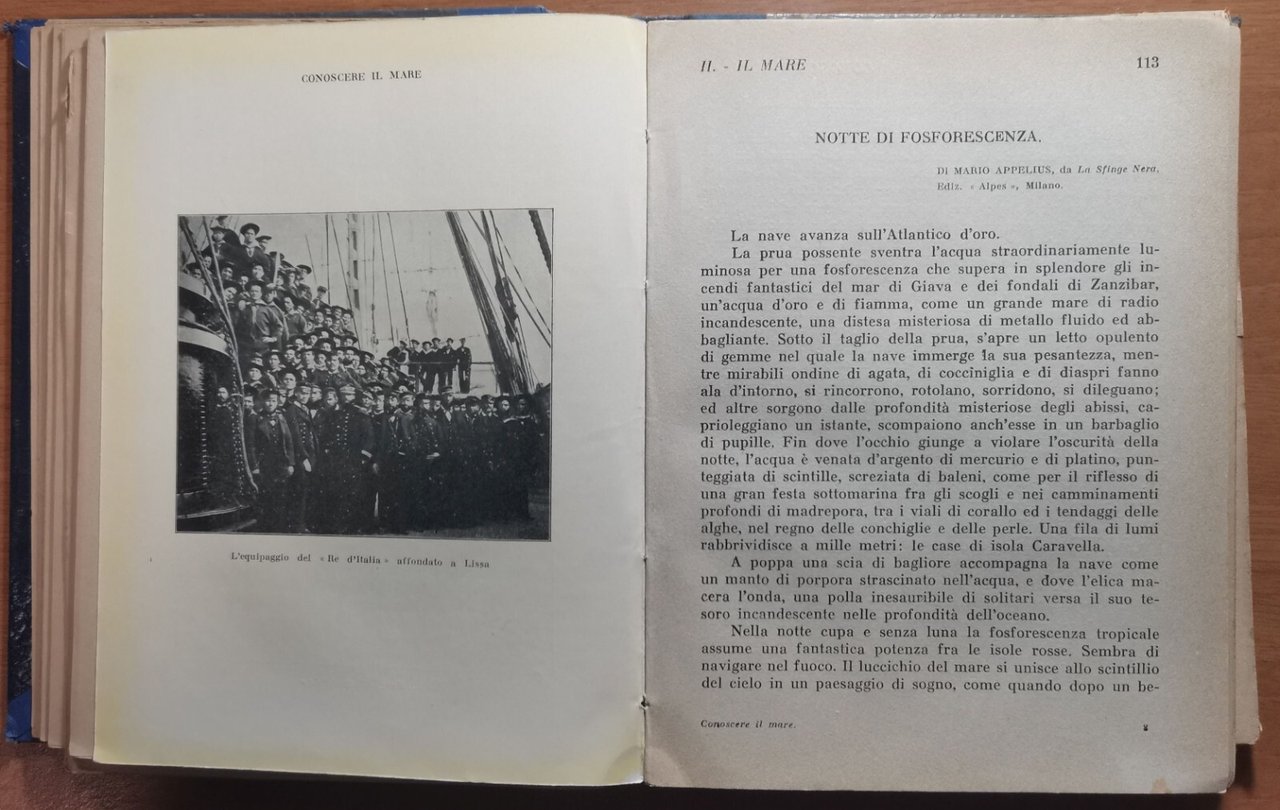 CONOSCERE IL MARE
L'equipaggio del « Re d'Italia » affondato a Lissa
II. - IL MARE 113
NOTTE DI FOSFORESCENZA.
DI MARIO APPELIUS, da La Sfinge Nera.
Ediz. « Alpes », Milano.
La nave avanza sull'Atlantico d'oro.
La prua possente sventra l'acqua straordinariamente lu-
minosa per una fosforescenza che supera in splendore gli in-
cendi fantastici del mar di Giava e dei fondali di Zanzibar,
un'acqua d'oro e di fiamma, come un grande mare di radio
incandescente, una distesa misteriosa di metallo fluido ed ab-
bagliante. Sotto il taglio della prua, s'apre un letto opulento
di gemme nel quale la nave immerge la sua pesantezza, men-
tre mirabili ondine di agata, di cocciniglia e di diaspri fanno
ala d'intorno, si rincorrono, rotolano, sorridono, si dileguano;
ed altre sorgono dalle profondità misteriose degli abissi, ca-
prioleggiano un istante, scompaiono anch'esse in un barbaglio
di pupille. Fin dove l'occhio giunge a violare l'oscurità della
notte, l'acqua è venata d'argento di mercurio e di platino, pun-
teggiata di scintille, screziata di baleni, come per il riflesso di
una gran festa sottomarina fra gli scogli e nei camminamenti
profondi di madrepora, tra i viali di corallo ed i tendaggi delle
alghe, nel regno delle conchiglie e delle perle. Una fila di lumi
rabbrividisce a mille metri: le case di isola Caravella.
A poppa una scia di bagliore accompagna la nave come
un manto di porpora strascinato nell'acqua, e dove l'elica ma-
cera l'onda, una polla inesauribile di solitari versa il suo te-
soro incandescente nelle profondità dell'oceano.
Nella notte cupa e senza luna la fosforescenza tropicale
assume una fantastica potenza fra le isole rosse. Sembra di
navigare nel fuoco. Il luccichio del mare si unisce allo scintillio
del cielo in un paesaggio di sogno, come quando dopo un be-
Conoscere il mare. 8